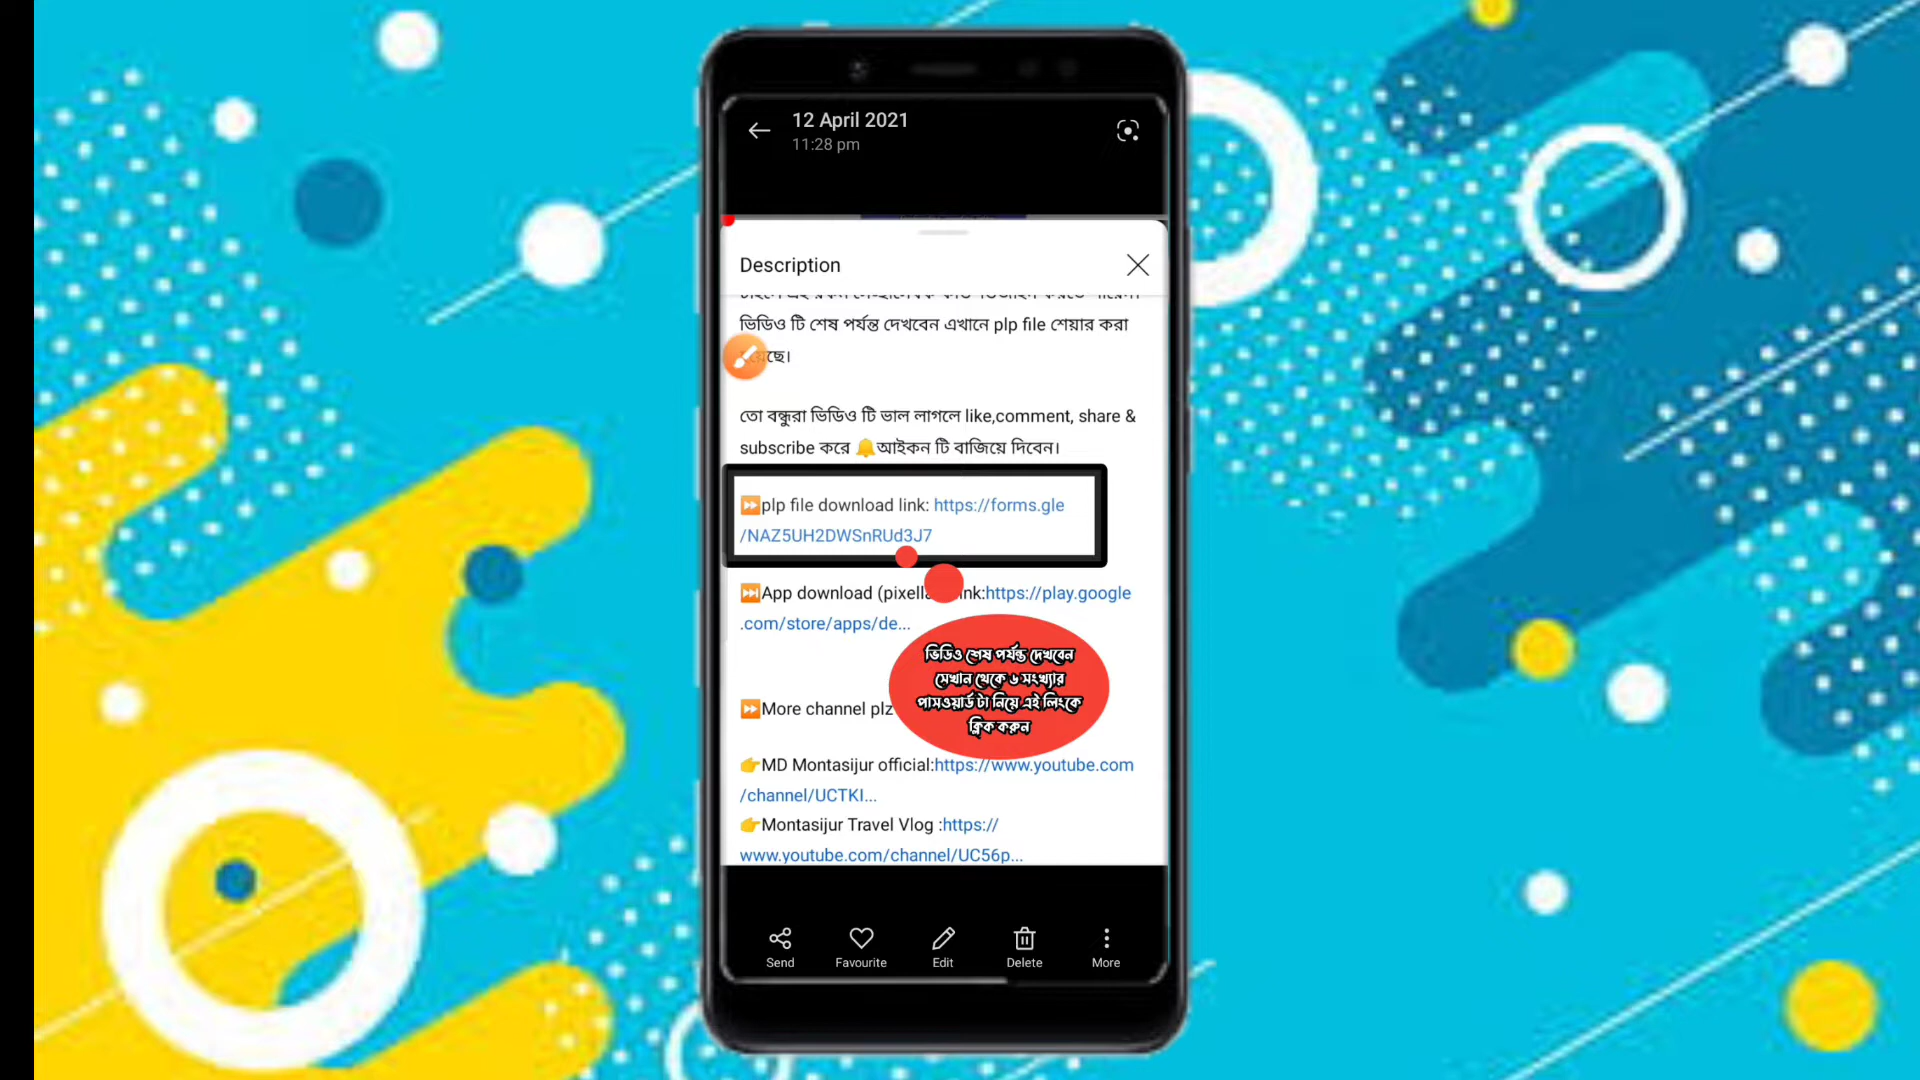 12 April 2021
11:28 pm
Description
ভিডিও টি শেষ পর্যন্ত দেখবেন এখানে plp file শেয়ার করা
তো বন্ধুরা ভিডিও টি ভাল লাগলে like,comment, share &
subscribe করে 🔔আইকন টি বাজিয়ে দিবেন।
⏩plp file download link: https://forms.gle
/NAZ5UH2DWSnRUd3J7
⏭App download (pixella nk:https://play.google
.com/store/apps/de...
ভিডিও শেষ পর্যন্ত দেখবেন
সেখান থেকে ৬ সংখ্যার
পাসওয়ার্ড টা নিয়ে এই লিংকে
ক্লিক করুন
⏩More channel plz
👉MD Montasijur official:https://www.youtube.com
/channel/UCTKI...
👉Montasijur Travel Vlog :https://
www.youtube.com/channel/UC56p...
Send
Favourite
Edit
Delete
More